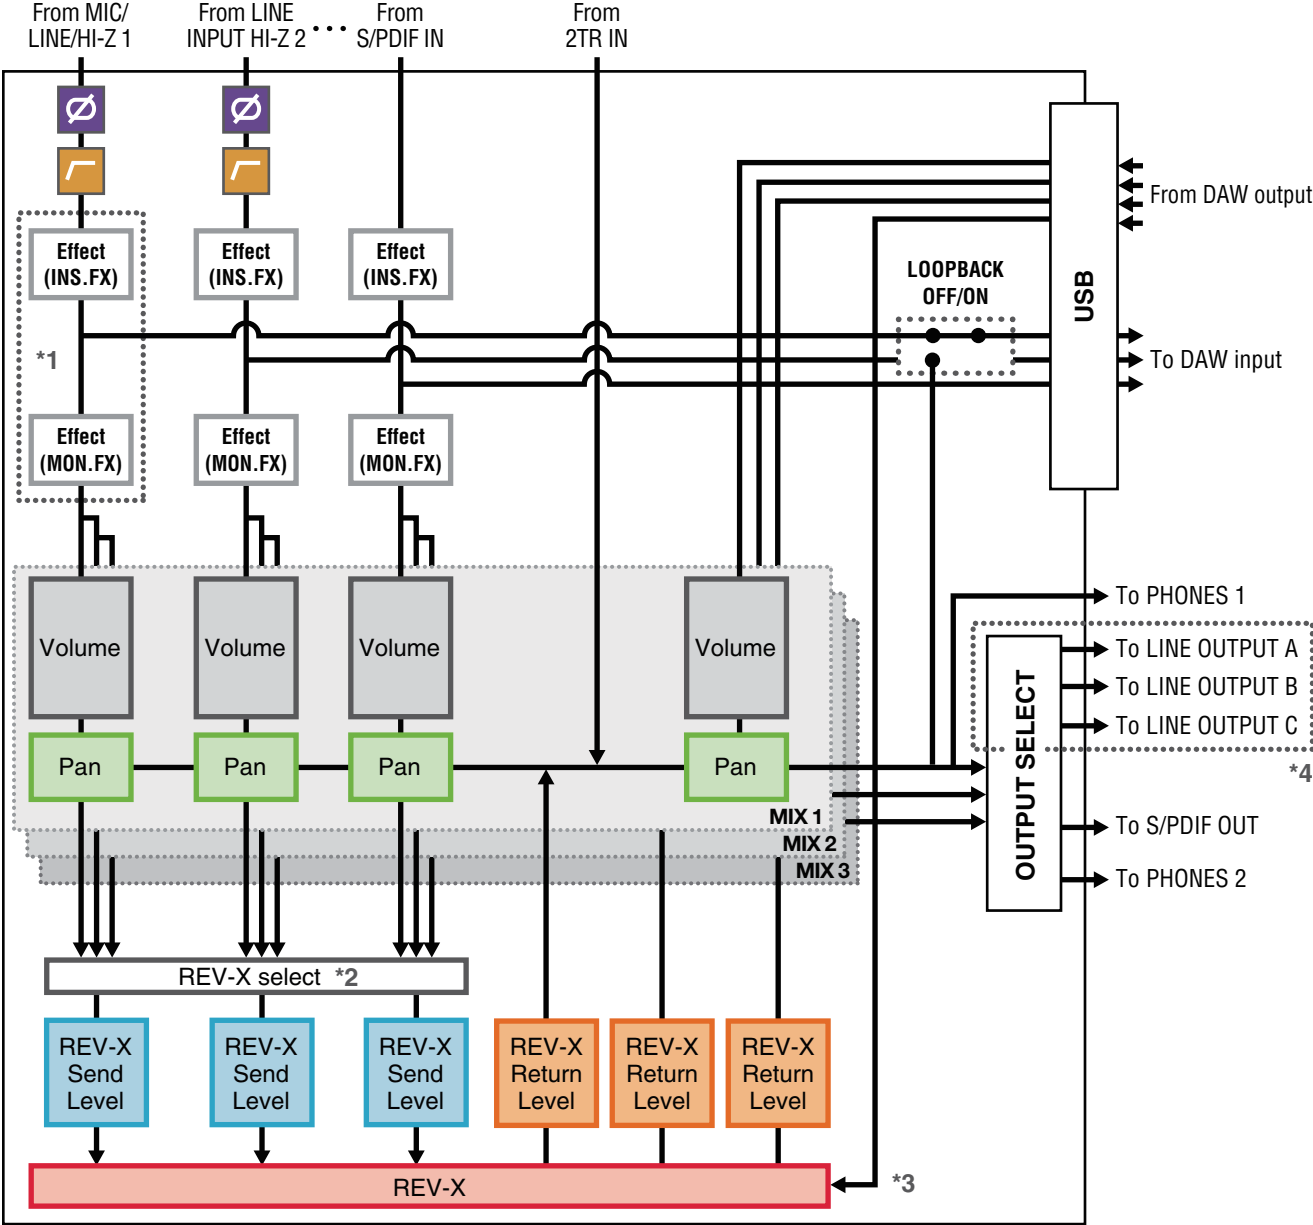 From MIC/
LINE/HI-Z 1
From LINE
INPUT HI-Z 2
...
From
S/PDIF IN
From
2TR IN
Ø
Ø
From DAW output
USB
To DAW input
LOOPBACK
OFF/ON
Effect
(INS.FX)
Effect
(INS.FX)
Effect
(INS.FX)
*1
Effect
(MON.FX)
Effect
(MON.FX)
Effect
(MON.FX)
Volume
Volume
Volume
Volume
Pan
Pan
Pan
Pan
MIX 1
MIX 2
MIX 3
OUTPUT SELECT
To PHONES 1
To LINE OUTPUT A
To LINE OUTPUT B
To LINE OUTPUT C
*4
To S/PDIF OUT
To PHONES 2
REV-X select *2
REV-X
Send
Level
REV-X
Send
Level
REV-X
Send
Level
REV-X
Return
Level
REV-X
Return
Level
REV-X
Return
Level
REV-X
*3